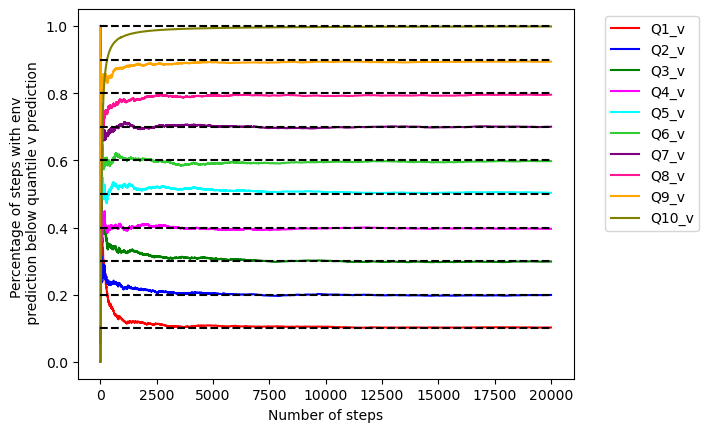 Percentage of steps with env
prediction below quantile v prediction
1.0
0.8
0.6
0.4
0.2
0.0
0
2500
5000
7500
10000
12500
15000
17500
20000
Number of steps
Q1_v
Q2_v
Q3_v
Q4_v
Q5_v
Q6_v
Q7_v
Q8_v
Q9_v
Q10_v